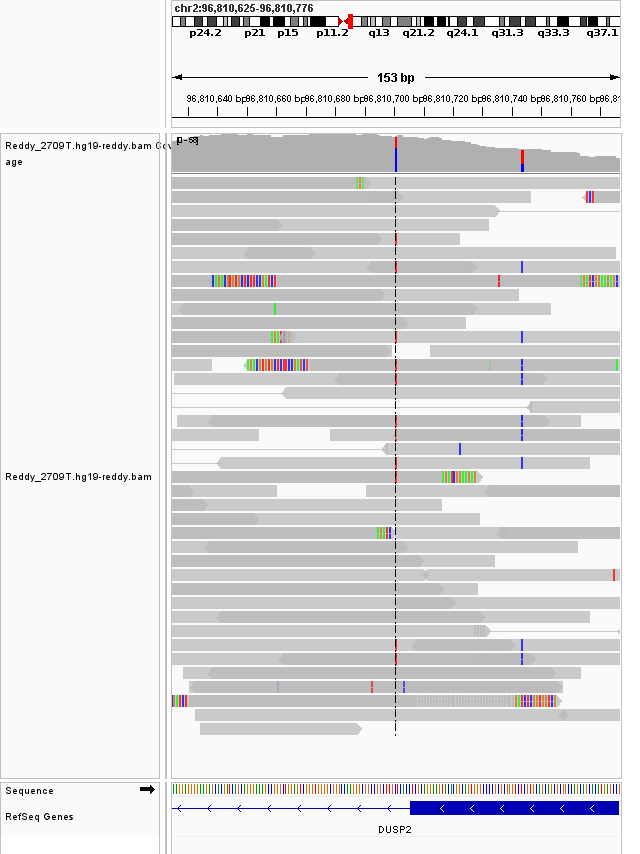 chr2:96,810,625-96,810,776
p24.2 p21 p15 p11.2 q13 q21.2 q24.1 q31.3 q33.3 q37.1
153 bp
96,810,640 bp 96,810,660 bp 96,810,680 bp 96,810,700 bp 96,810,720 bp 96,810,740 bp 96,810,760 bp 96,81
Reddy_2709T.hg19-reddy.bam Cov
age
Reddy_2709T.hg19-reddy.bam
Sequence
RefSeq Genes
DUSP2